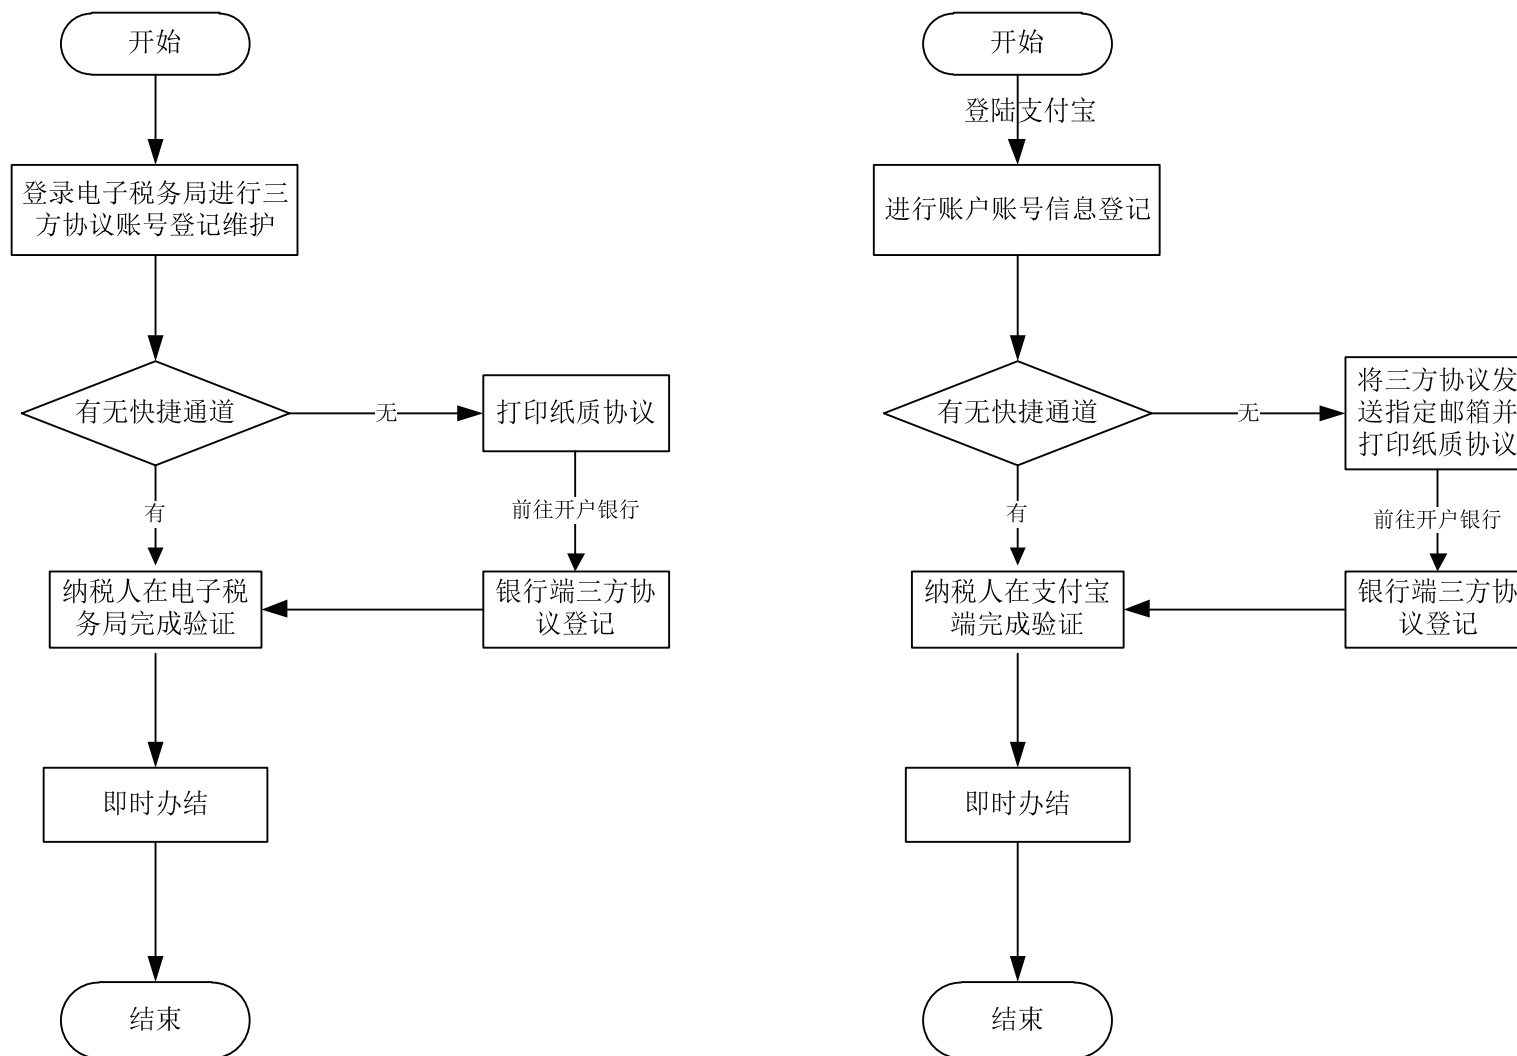 开始
登录电子税务局进行三
方协议账号登记维护
有无快捷通道
无
打印纸质协议
有
前往开户银行
纳税人在电子税
务局完成验证
银行端三方协
议登记
即时办结
结束
开始
登陆支付宝
进行账户账号信息登记
有无快捷通道
无
将三方协议发
送指定邮箱并
打印纸质协议
有
前往开户银行
纳税人在支付宝
端完成验证
银行端三方协
议登记
即时办结
结束